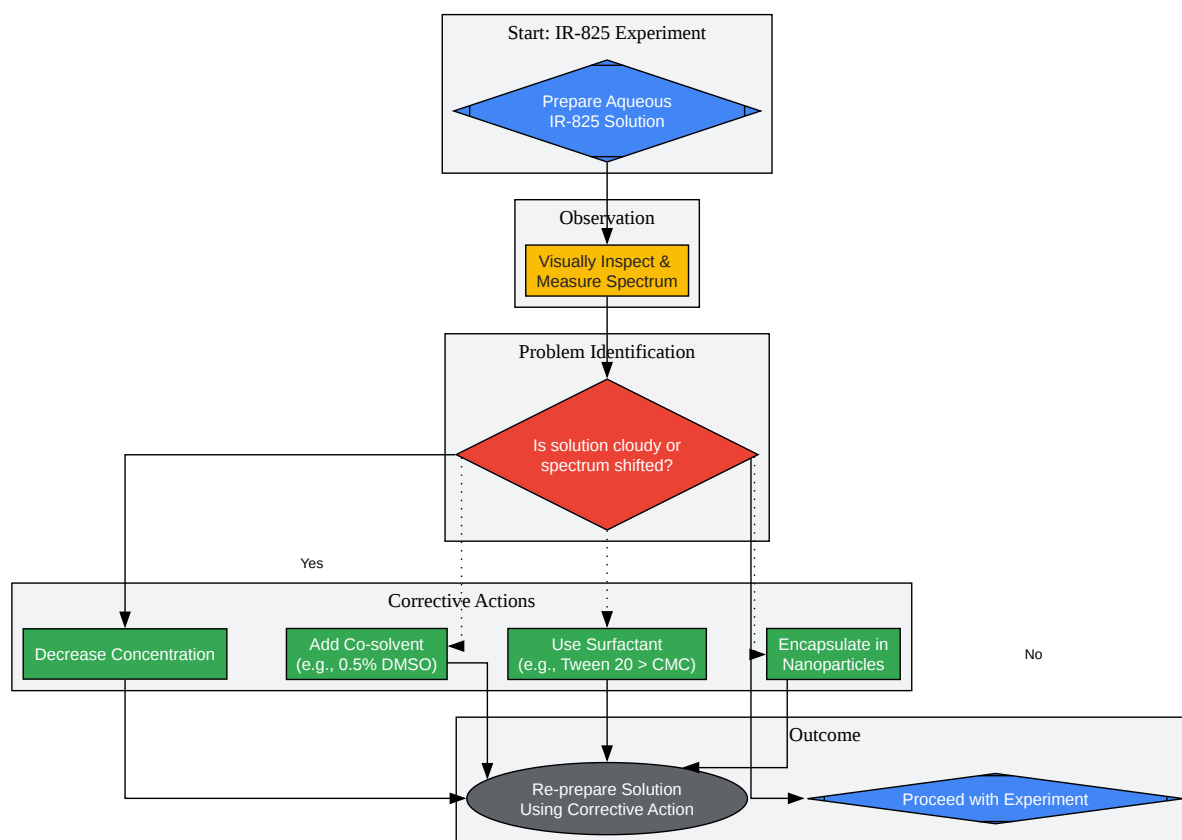 Start: IR-825 Experiment
Prepare Aqueous
IR-825 Solution
Observation
Visually Inspect &
Measure Spectrum
Problem Identification
Is solution cloudy or
spectrum shifted?
Yes
Corrective Actions
Decrease Concentration
Add Co-solvent
(e.g., 0.5% DMSO)
Use Surfactant
(e.g., Tween 20 > CMC)
Encapsulate in
Nanoparticles
No
Outcome
Re-prepare Solution
Using Corrective Action
Proceed with Experiment